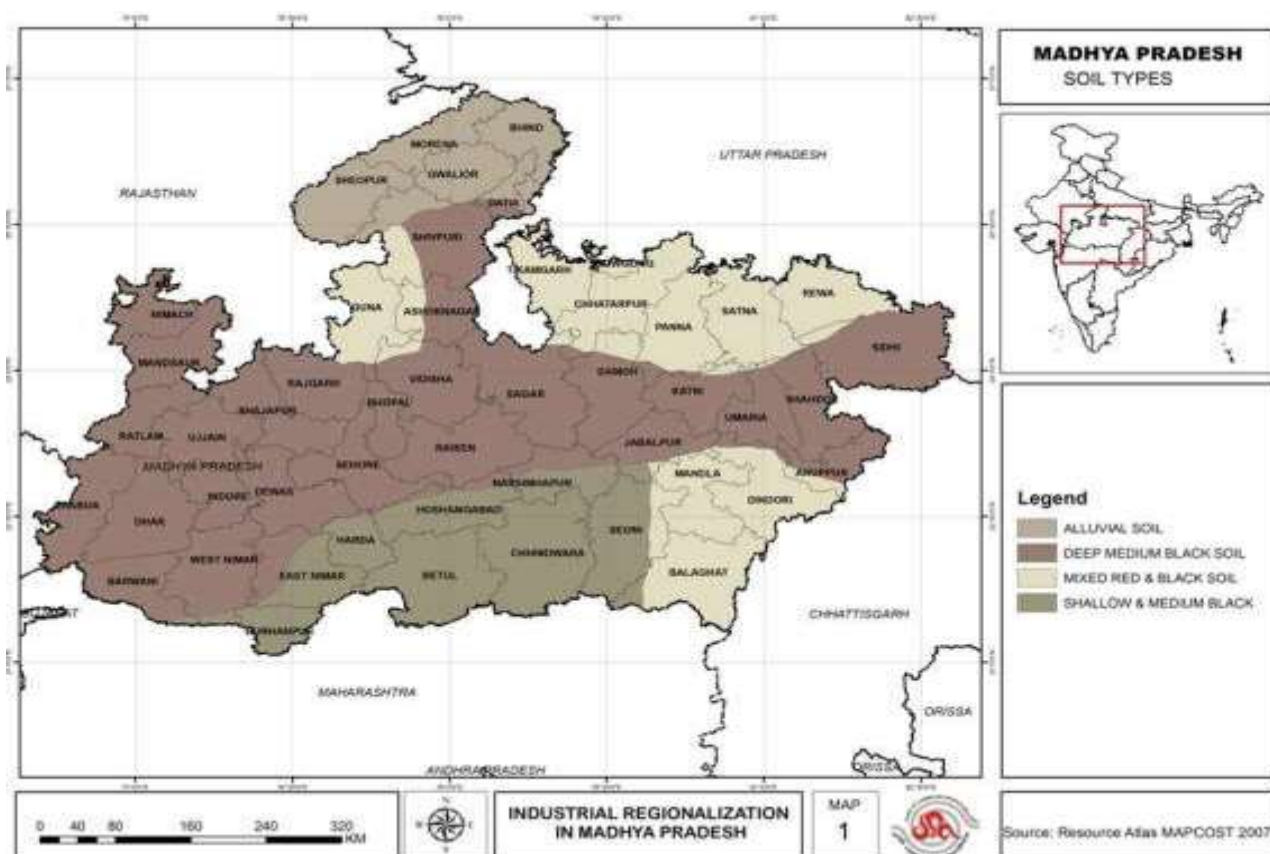 MADHYA PRADESH
SOIL TYPES
BHIND
MORENA
UTTAR PRADESH
SHEOPUR
GWALIOR
RAJASTHAN
DATIA
SHIVPURI
TIKAMGARH
GUNA
ASHOKNAGAR
CHHATARPUR
REWA
SATNA
PANNA
NIMACH
SIDHI
MANDSAUR
RAJGARH
VIDISHA
DAMOH
KATNI
SAGAR
SHAHDOL
SHAJAPUR
BHOPAL
UMARIA
RATLAM
UJJAIN
JABALPUR
RAISEN
MADHYA PRADESH
SEHORE
MANDLA
ANUPPUR
NARSIMHAPUR
INDORE
DEWAS
DINDORI
HOSHANGABAD
DHAR
SEONI
HARDA
CHHINDWARA
WEST NIMAR
EAST NIMAR
BETUL
BALAGHAT
BARWANI
CHHATTISGARH
MAHARASHTRA
ORISSA
ANDHRA PRADESH
ORISSA
Legend
ALLUVIAL SOIL
DEEP MEDIUM BLACK SOIL
MIXED RED & BLACK SOIL
SHALLOW & MEDIUM BLACK
0 40 80 160 240 320
KM
N
INDUSTRIAL REGIONALIZATION
IN MADHYA PRADESH
MAP
1
Source: Resource Atlas MAPCOST 2007